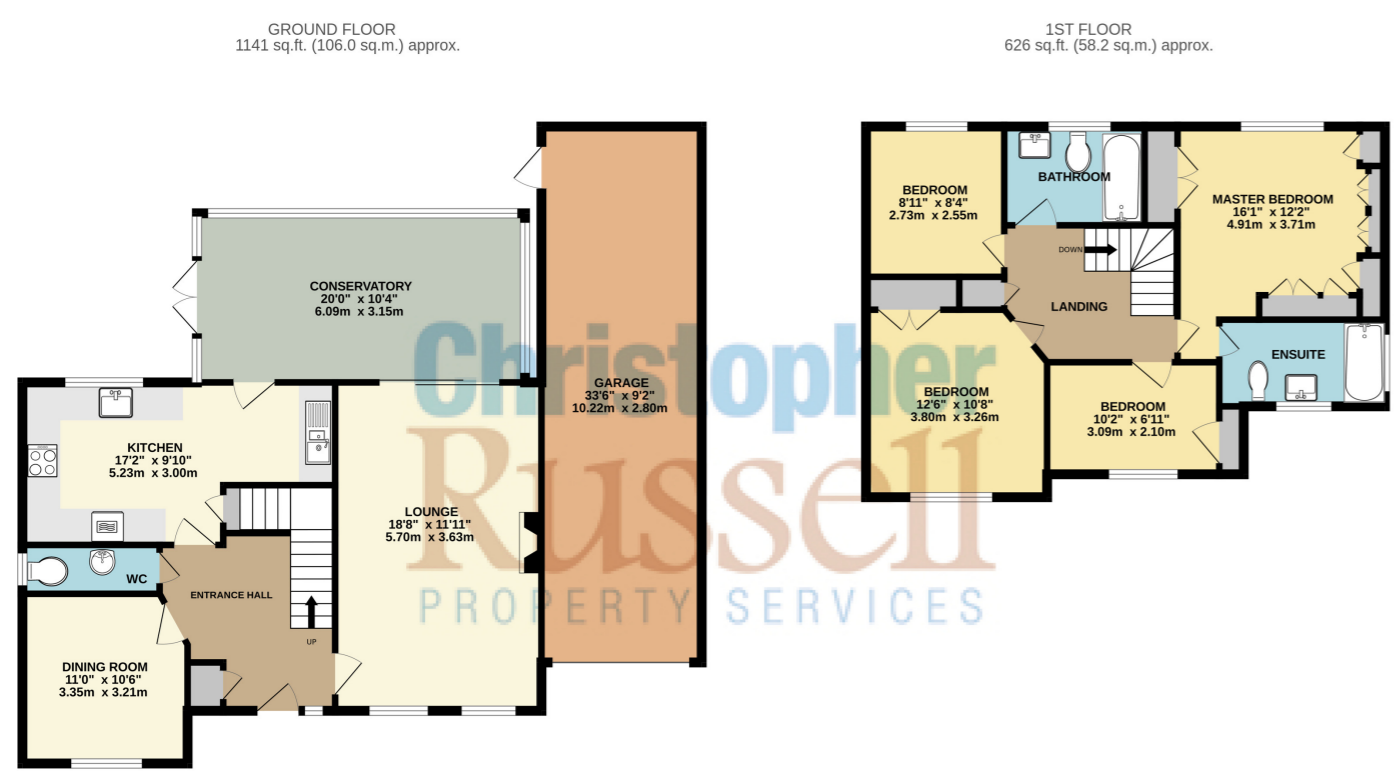 GROUND FLOOR
1141 sq.ft. (106.0 sq.m.) approx.
1ST FLOOR
626 sq.ft. (58.2 sq.m.) approx.
CONSERVATORY
20'0" x 10'4"
6.09m x 3.15m
GARAGE
33'6" x 9'2"
10.22m x 2.80m
KITCHEN
17'2" x 9'10"
5.23m x 3.00m
LOUNGE
18'8" x 11'11"
5.70m x 3.63m
WC
ENTRANCE HALL
UP
DINING ROOM
11'0" x 10'6"
3.35m x 3.21m
BEDROOM
8'11" x 8'4"
2.73m x 2.55m
BATHROOM
MASTER BEDROOM
16'1" x 12'2"
4.91m x 3.71m
DOWN
LANDING
ENSUITE
BEDROOM
12'6" x 10'8"
3.80m x 3.26m
BEDROOM
10'2" x 6'11"
3.09m x 2.10m
Christopher
Russell
PROPERTY SERVICES